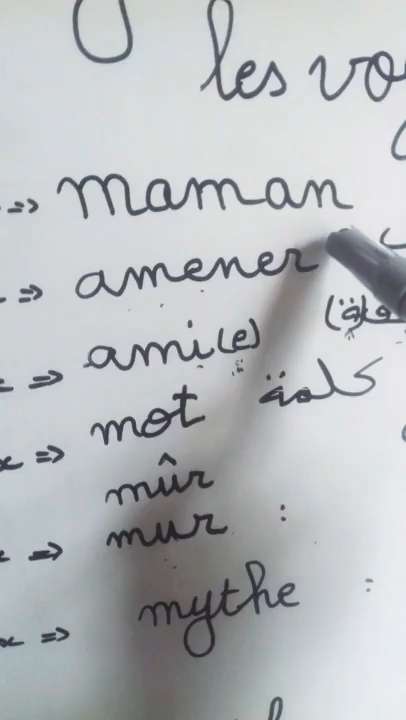 les vo
=> maman
=> amener
=> ami(e)
=> mot كلمة
mûr
=> mur :
=> mythe :